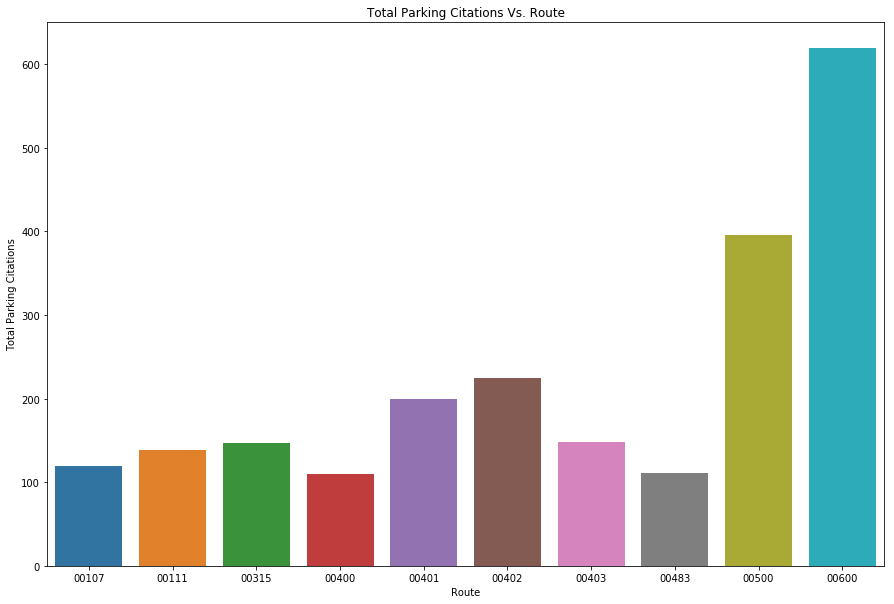 Total Parking Citations Vs. Route
Total Parking Citations
600
500
400
300
200
100
0
00107 00111 00315 00400 00401 00402 00403 00483 00500 00600
Route